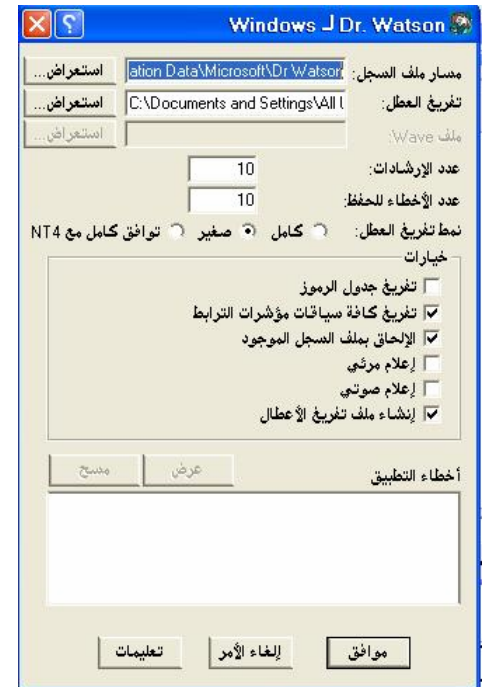 Dr. Watson لـ Windows
مسار ملف السجل: ation Data\Microsoft\Dr Watson استعراض...
تفريغ العطل: C:\Documents and Settings\All U استعراض...
ملف Wave: استعراض...
عدد الإرشادات: 10
عدد الأخطاء للحفظ: 10
نمط تفريغ العطل: كامل صغير توافق كامل مع NT4
خيارات
تفريغ جدول الرموز
تفريغ كافة سياقات مؤشرات الترابط
الإلحاق بملف السجل الموجود
إعلام مرئي
إعلام صوتي
إنشاء ملف تفريغ الأعطال
أخطاء التطبيق عرض مسح
موافق إلغاء الأمر تعليمات